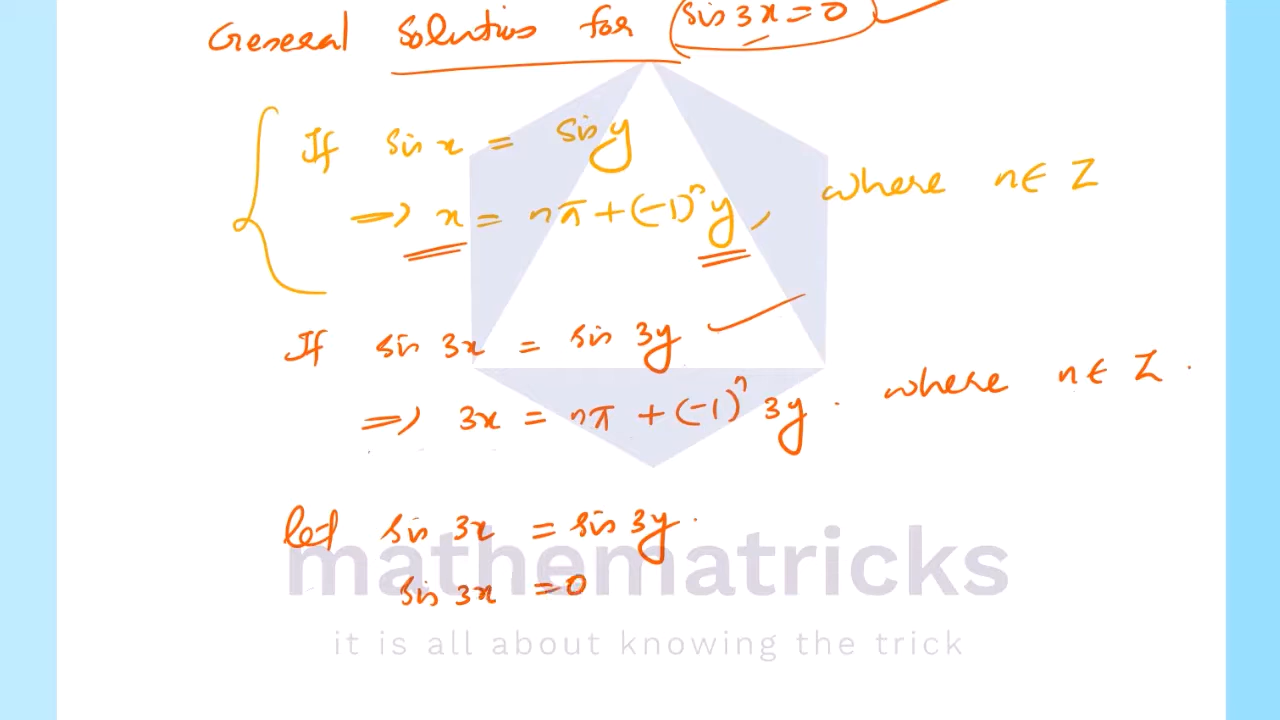 General Solutions for sin 3x = 0
If sin x = sin y
⟹ x = nπ + (-1)ⁿ y, where n ∈ Z
If sin 3x = sin 3y
⟹ 3x = nπ + (-1)ⁿ 3y. where n ∈ Z.
let sin 3x = sin 3y.
sin 3x = 0
mathematricks
it is all about knowing the trick